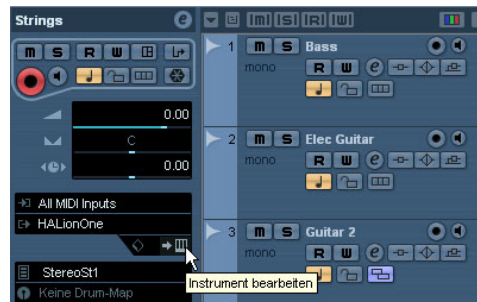 Strings
e
M S R W
0.00
C
0.00
All MIDI Inputs
HALionOne
StereoSt1
Keine Drum-Map
Instrument bearbeiten
M S R W
1 M S Bass
mono R W e
2 M S Elec Guitar
mono R W e
3 M S Guitar 2
mono R W e